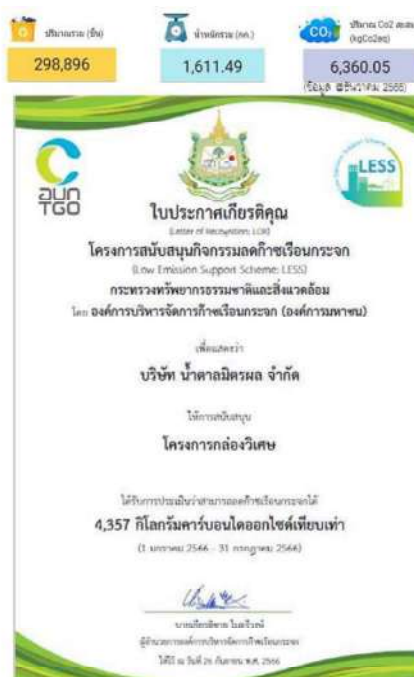 ปริมาณรวม (ชิ้น)
298,896
น้ำหนักรวม (กก.)
1,611.49
CO₂
ปริมาณ Co2 สะสม
(kgCo2eq)
6,360.05
(ข้อมูล ธันวาคม 2566)
อบก
TGO
LESS
ใบประกาศเกียรติคุณ
(Letter of Recognition: LOR)
โครงการสนับสนุนกิจกรรมลดก๊าซเรือนกระจก
(Low Emission Support Scheme: LESS)
กระทรวงทรัพยากรธรรมชาติและสิ่งแวดล้อม
โดย องค์การบริหารจัดการก๊าซเรือนกระจก (องค์การมหาชน)
เพื่อแสดงว่า
บริษัท น้ำตาลมิตรผล จำกัด
ให้การสนับสนุน
โครงการกล่องวิเศษ
ได้รับการประเมินว่าสามารถลดก๊าซเรือนกระจกได้
4,357 กิโลกรัมคาร์บอนไดออกไซด์เทียบเท่า
(1 มกราคม 2566 - 31 กรกฎาคม 2566)
ผู้อำนวยการองค์การบริหารจัดการก๊าซเรือนกระจก
ให้ไว้ ณ วันที่ 26 กันยายน พ.ศ. 2566